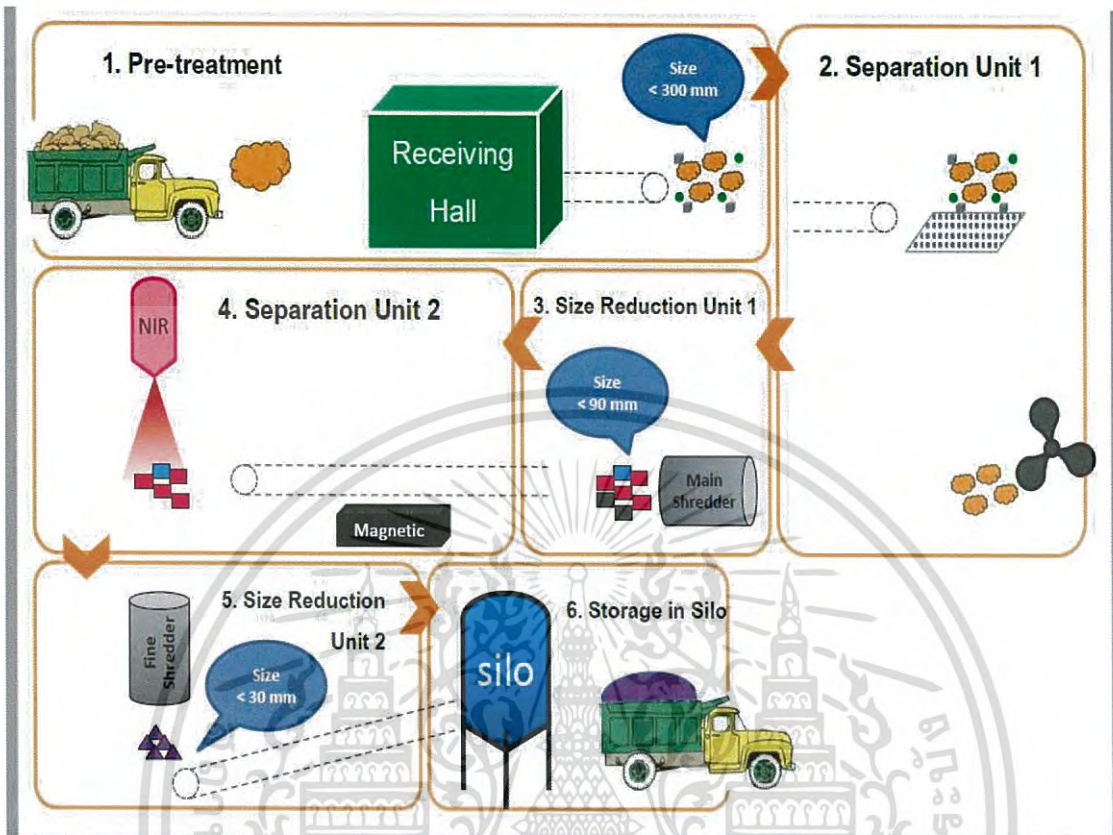 1. Pre-treatment
Size
< 300 mm
Receiving
Hall
2. Separation Unit 1
3. Size Reduction Unit 1
Size
< 90 mm
Main
Shredder
4. Separation Unit 2
NIR
Magnetic
5. Size Reduction
Unit 2
Fine
Shredder
Size
< 30 mm
6. Storage in Silo
silo